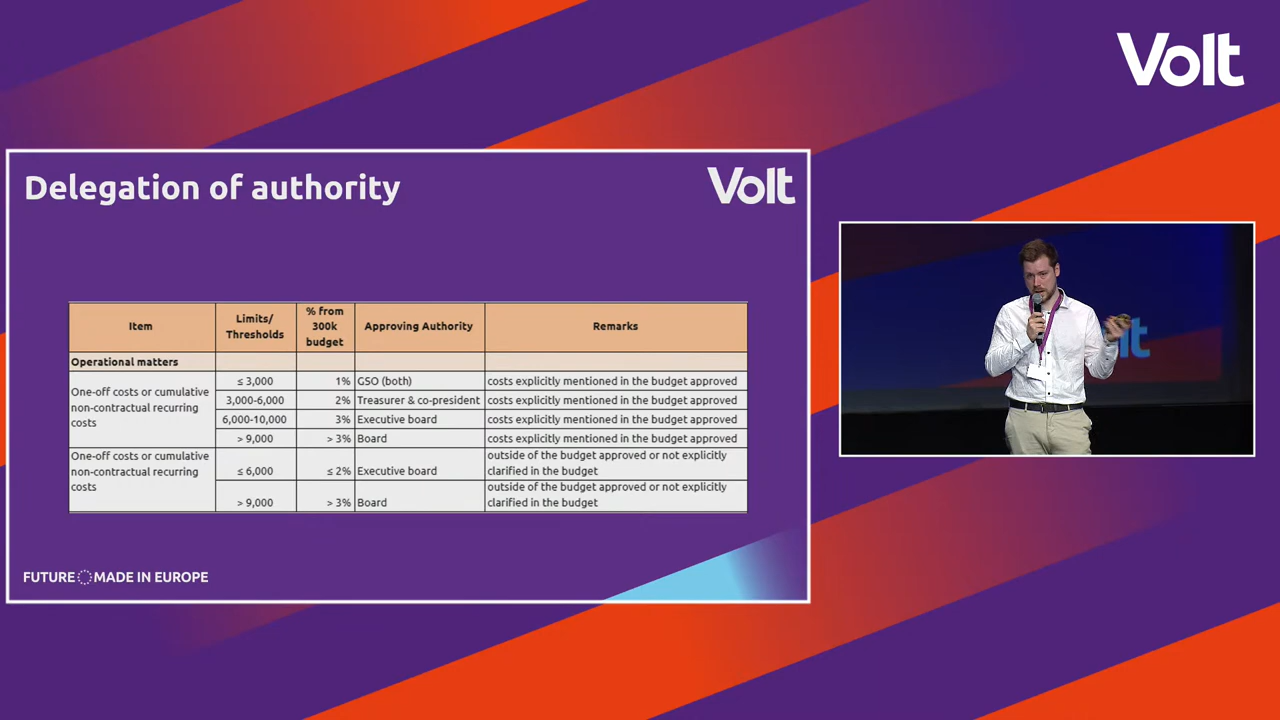 Volt
Delegation of authority
Volt
Item
Limits/
Thresholds
% from
300k
budget
Approving Authority
Remarks
Operational matters
One-off costs or cumulative
non-contractual recurring
costs
≤ 3,000
1%
GSO (both)
costs explicitly mentioned in the budget approved
3,000-6,000
2%
Treasurer & co-president
costs explicitly mentioned in the budget approved
6,000-10,000
3%
Executive board
costs explicitly mentioned in the budget approved
> 9,000
> 3%
Board
costs explicitly mentioned in the budget approved
One-off costs or cumulative
non-contractual recurring
costs
≤ 6,000
≤ 2%
Executive board
outside of the budget approved or not explicitly
clarified in the budget
> 9,000
> 3%
Board
outside of the budget approved or not explicitly
clarified in the budget
FUTURE MADE IN EUROPE